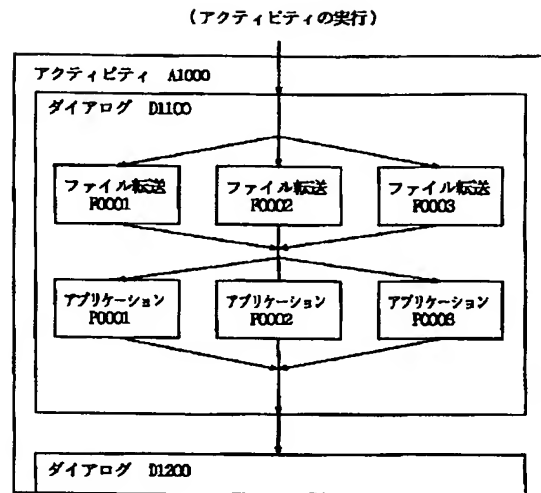 (アクティビティの実行)
アクティビティ A1000
ダイアログ D1100
ファイル転送 ファイル転送 ファイル転送
F0001 F0002 F0003
アプリケーション アプリケーション アプリケーション
P0001 P0002 P0003
ダイアログ D1200